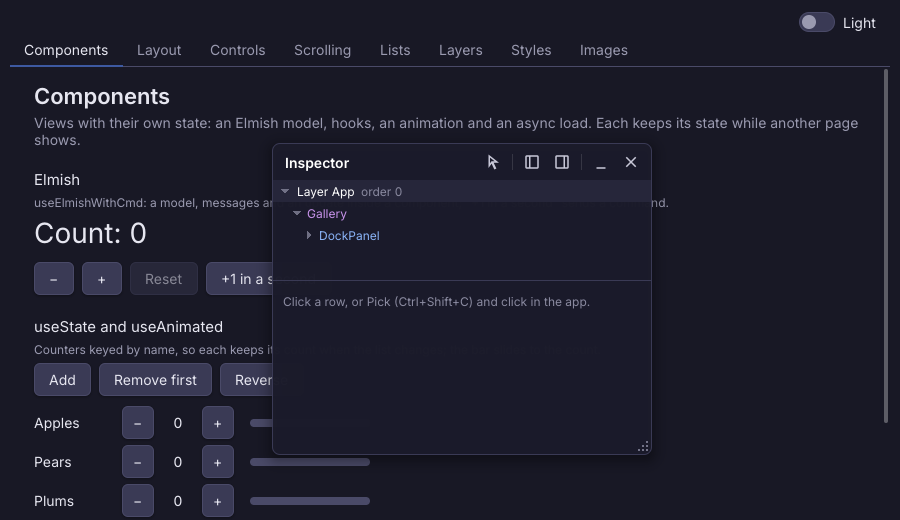 Light
Components Layout Controls Scrolling Lists Layers Styles Images
Components
Views with their own state: an Elmish model, hooks, an animation and an async load. Each keeps its state while another page
shows.
Inspector
Layer App order 0
Gallery
DockPanel
Click a row, or Pick (Ctrl+Shift+C) and click in the app.
Elmish
useElmishWithCmd: a model, messages
Count: 0
− + Reset +1 in a
useState and useAnimated
Counters keyed by name, so each keeps
Add Remove first
Apples − 0 +
Pears − 0 +
Plums − 0 +